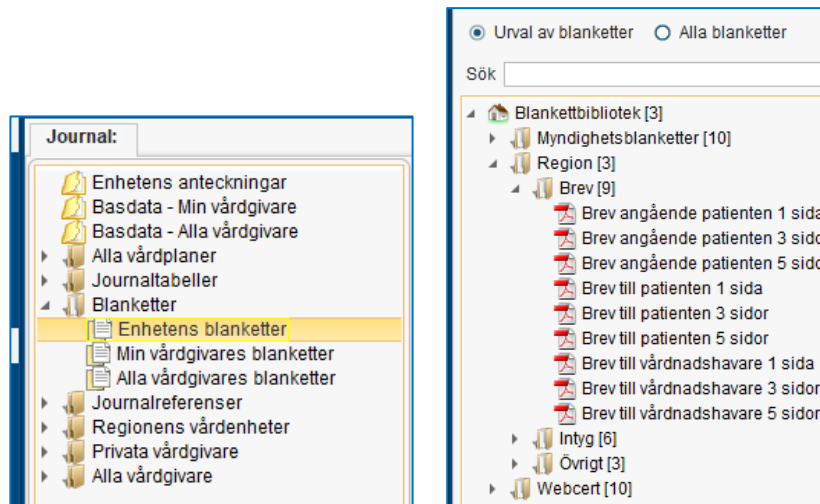 Journal:
Enhetens anteckningar
Basdata - Min vårdgivare
Basdata - Alla vårdgivare
Alla vårdplaner
Journaltabeller
Blanketter
Enhetens blanketter
Min vårdgivares blanketter
Alla vårdgivares blanketter
Journalreferenser
Regionens vårdenheter
Privata vårdgivare
Alla vårdgivare
Urval av blanketter Alla blanketter
Sök
Blankettbibliotek [3]
Myndighetsblanketter [10]
Region [3]
Brev [9]
Brev angående patienten 1 sida
Brev angående patienten 3 sido
Brev angående patienten 5 sido
Brev till patienten 1 sida
Brev till patienten 3 sidor
Brev till patienten 5 sidor
Brev till vårdnadshavare 1 sida
Brev till vårdnadshavare 3 sidor
Brev till vårdnadshavare 5 sidor
Intyg [6]
Övrigt [3]
Webcert [10]